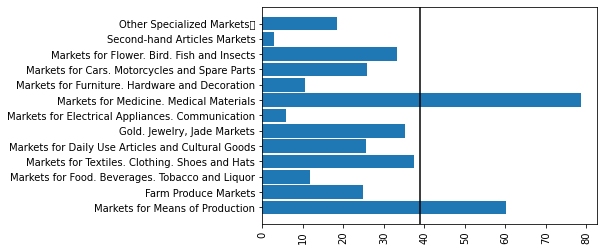 Other Specialized Markets
Second-hand Articles Markets
Markets for Flower. Bird. Fish and Insects
Markets for Cars. Motorcycles and Spare Parts
Markets for Furniture. Hardware and Decoration
Markets for Medicine. Medical Materials
Markets for Electrical Appliances. Communication
Gold. Jewelry, Jade Markets
Markets for Daily Use Articles and Cultural Goods
Markets for Textiles. Clothing. Shoes and Hats
Markets for Food. Beverages. Tobacco and Liquor
Farm Produce Markets
Markets for Means of Production
0 10 20 30 40 50 60 70 80